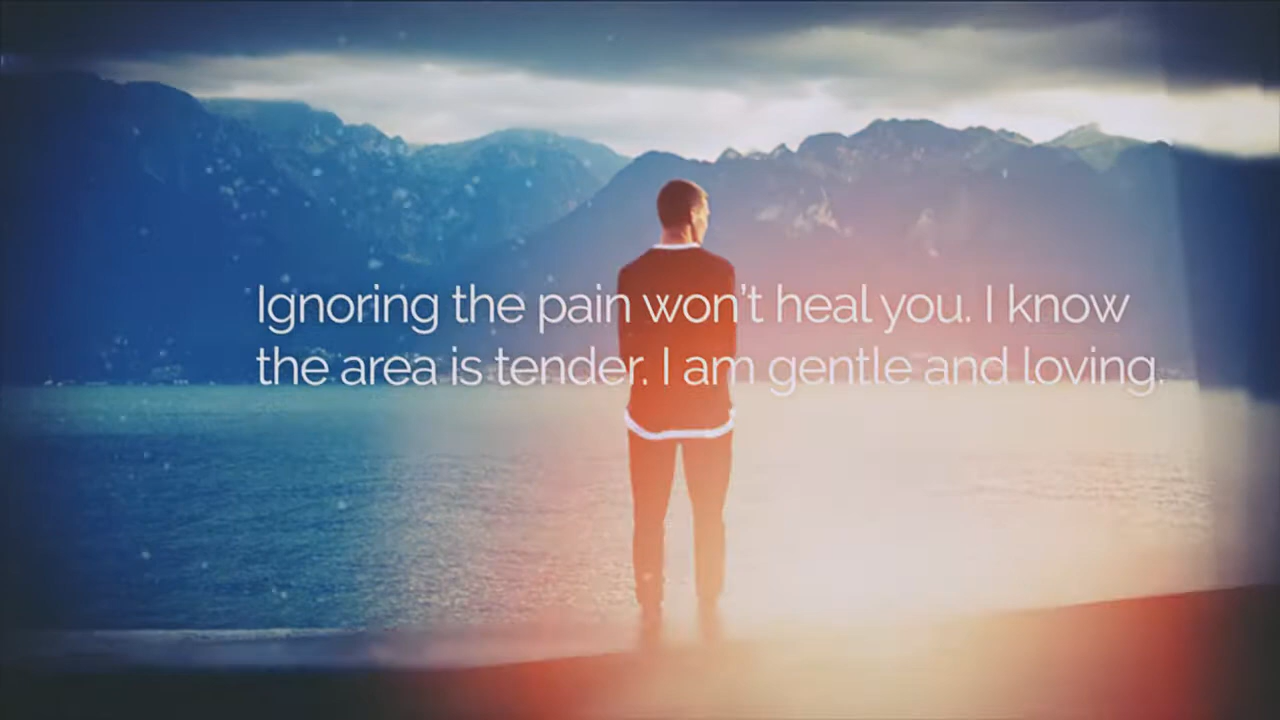 Ignoring the pain won't heal you. I know
the area is tender. I am gentle and loving.